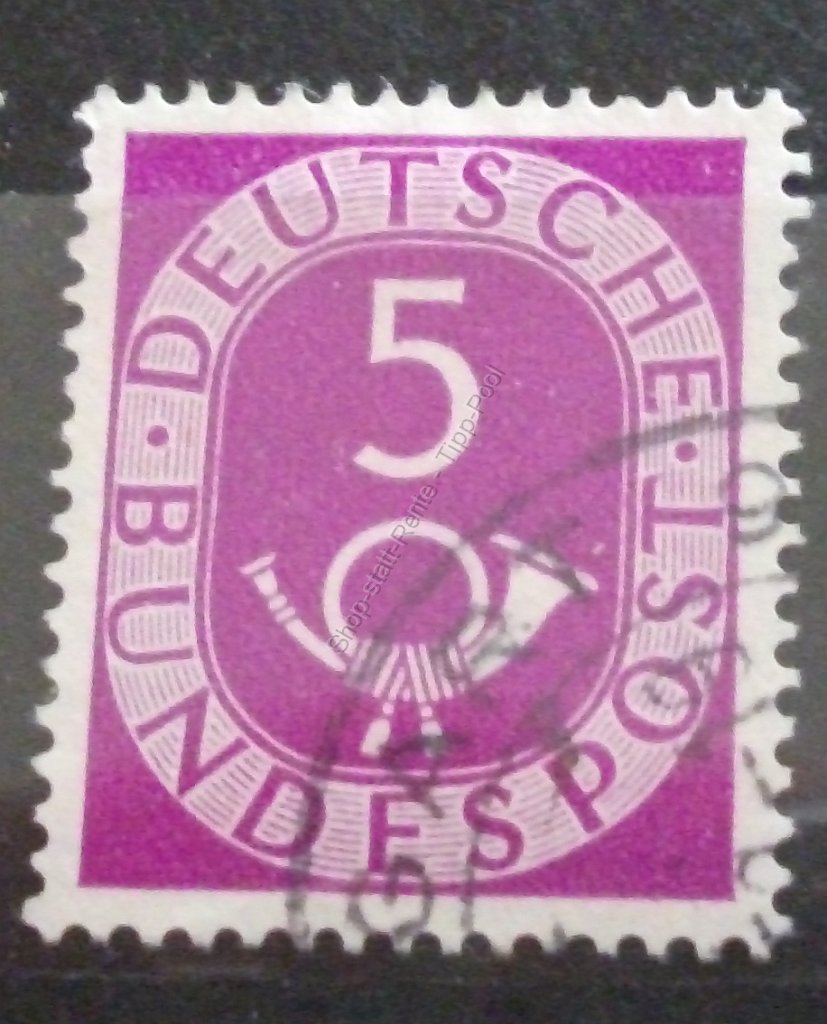 DEUTSCHE
5
· BUNDESPOST ·
Shop-statt-Rente - Tipp-Pool